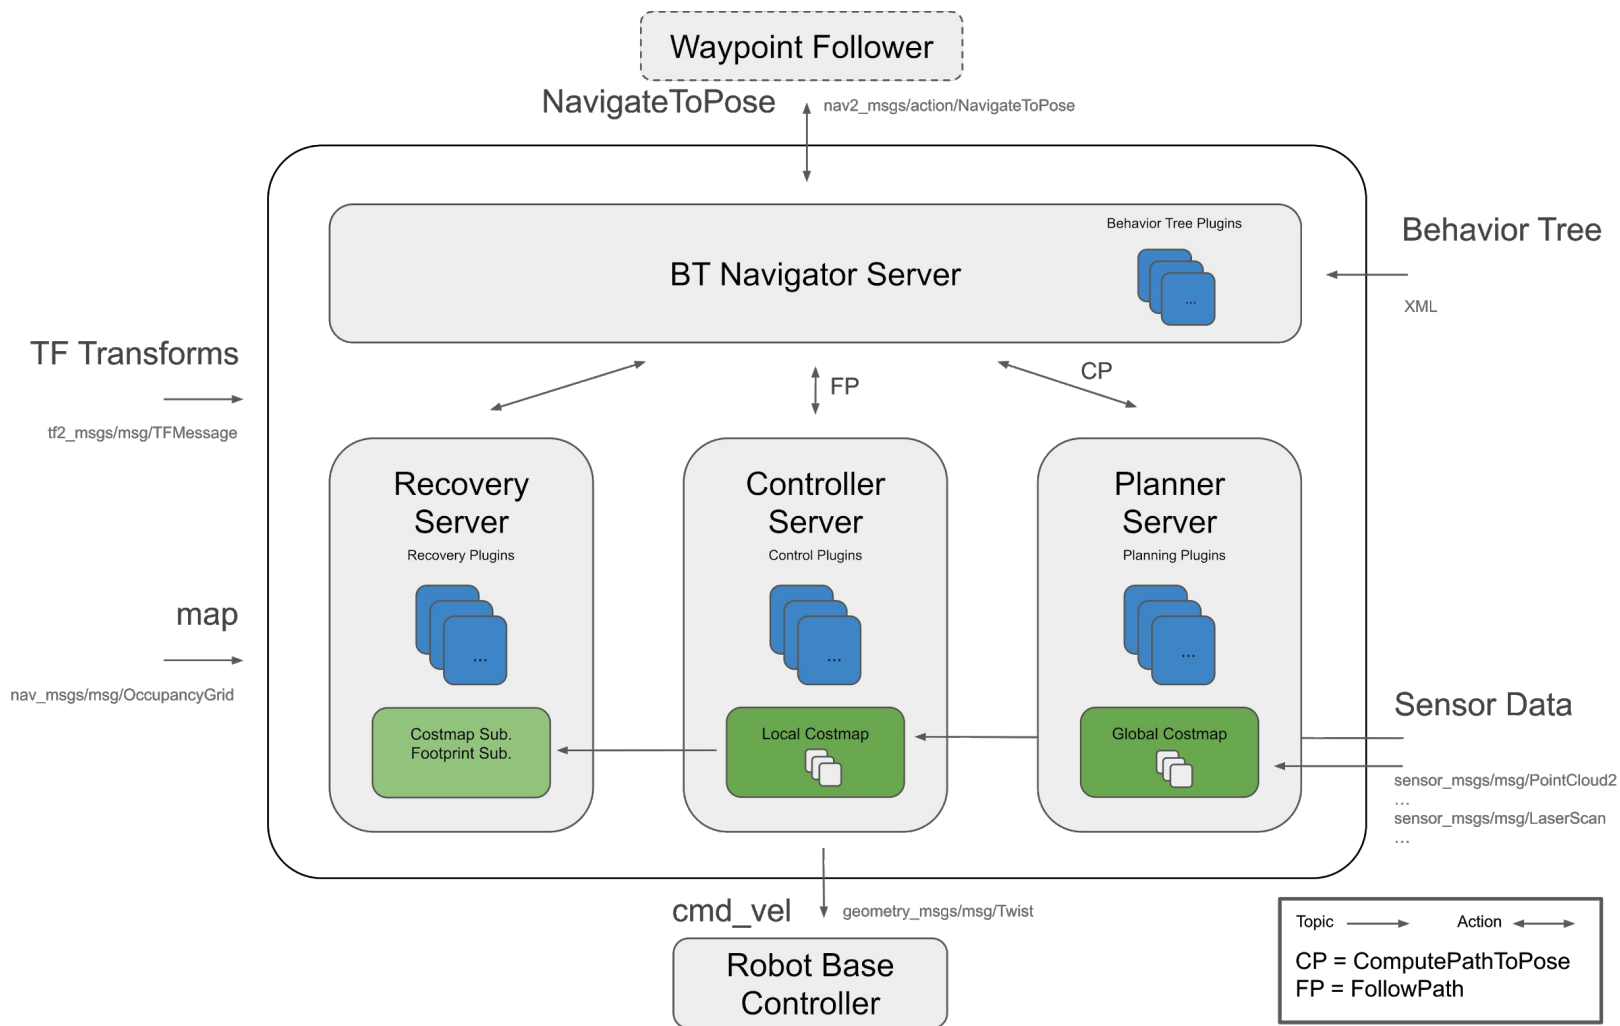 Waypoint Follower
NavigateToPose
nav2_msgs/action/NavigateToPose
Behavior Tree Plugins
BT Navigator Server
...
Behavior Tree
XML
TF Transforms
tf2_msgs/msg/TFMessage
FP
CP
Recovery
Server
Recovery Plugins
...
Costmap Sub.
Footprint Sub.
Controller
Server
Control Plugins
...
Local Costmap
Planner
Server
Planning Plugins
...
Global Costmap
map
nav_msgs/msg/OccupancyGrid
Sensor Data
sensor_msgs/msg/PointCloud2
...
sensor_msgs/msg/LaserScan
...
cmd_vel
geometry_msgs/msg/Twist
Robot Base
Controller
Topic
Action
CP = ComputePathToPose
FP = FollowPath